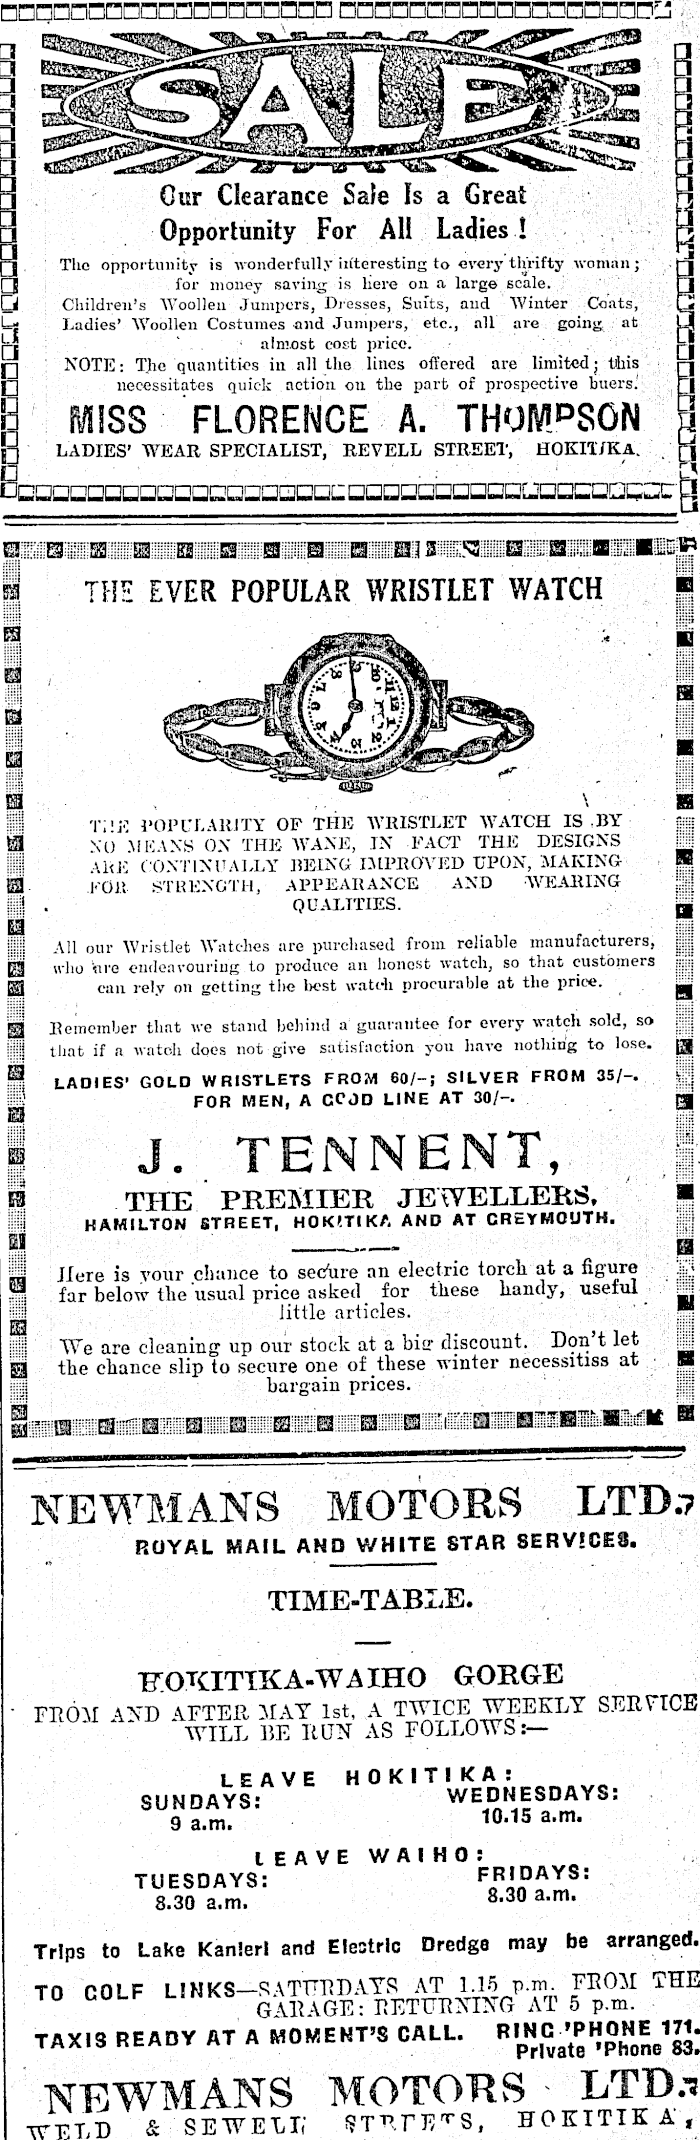 SALE
Our Clearance Sale Is a Great
Opportunity For All Ladies !
The opportunity is wonderfully interesting to every thrifty woman;
for money saving is here on a large scale.
Children's Woollen Jumpers, Dresses, Suits, and Winter Coats,
Ladies' Woollen Costumes and Jumpers, etc., all are going at
almost cost price.
NOTE: The quantities in all the lines offered are limited; this
necessitates quick action on the part of prospective buers.
MISS FLORENCE A. THOMPSON
LADIES' WEAR SPECIALIST, REVELL STREET, HOKITIKA.
THE EVER POPULAR WRISTLET WATCH
THE POPULARITY OF THE WRISTLET WATCH IS BY
NO MEANS ON THE WANE, IN FACT THE DESIGNS
ARE CONTINUALLY BEING IMPROVED UPON, MAKING
FOR STRENGTH, APPEARANCE AND WEARING
QUALITIES.
All our Wristlet Watches are purchased from reliable manufacturers,
who are endeavouring to produce an honest watch, so that customers
can rely on getting the best watch procurable at the price.
Remember that we stand behind a guarantee for every watch sold, so
that if a watch does not give satisfaction you have nothing to lose.
LADIES' GOLD WRISTLETS FROM 60/-; SILVER FROM 35/-.
FOR MEN, A GOOD LINE AT 30/-.
J. TENNENT,
THE PREMIER JEWELLERS,
HAMILTON STREET, HOKITIKA AND AT GREYMOUTH.
Here is your chance to secure an electric torch at a figure
far below the usual price asked for these handy, useful
little articles.
We are cleaning up our stock at a big discount. Don't let
the chance slip to secure one of these winter necessitiss at
bargain prices.
NEWMANS MOTORS LTD.,
ROYAL MAIL AND WHITE STAR SERVICES.
TIME-TABLE.
HOKITIKA-WAIHO GORGE
FROM AND AFTER MAY 1st, A TWICE WEEKLY SERVICE
WILL BE RUN AS FOLLOWS:—
LEAVE HOKITIKA:
SUNDAYS: WEDNESDAYS:
9 a.m. 10.15 a.m.
LEAVE WAIHO:
TUESDAYS: FRIDAYS:
8.30 a.m. 8.30 a.m.
Trips to Lake Kanieri and Electric Dredge may be arranged.
TO GOLF LINKS—SATURDAYS AT 1.15 p.m. FROM THE
GARAGE: RETURNING AT 5 p.m.
TAXIS READY AT A MOMENT'S CALL. RING 'PHONE 171.
Private 'Phone 83.
NEWMANS MOTORS LTD.,
WELD & SEWELL STREETS, HOKITIKA,